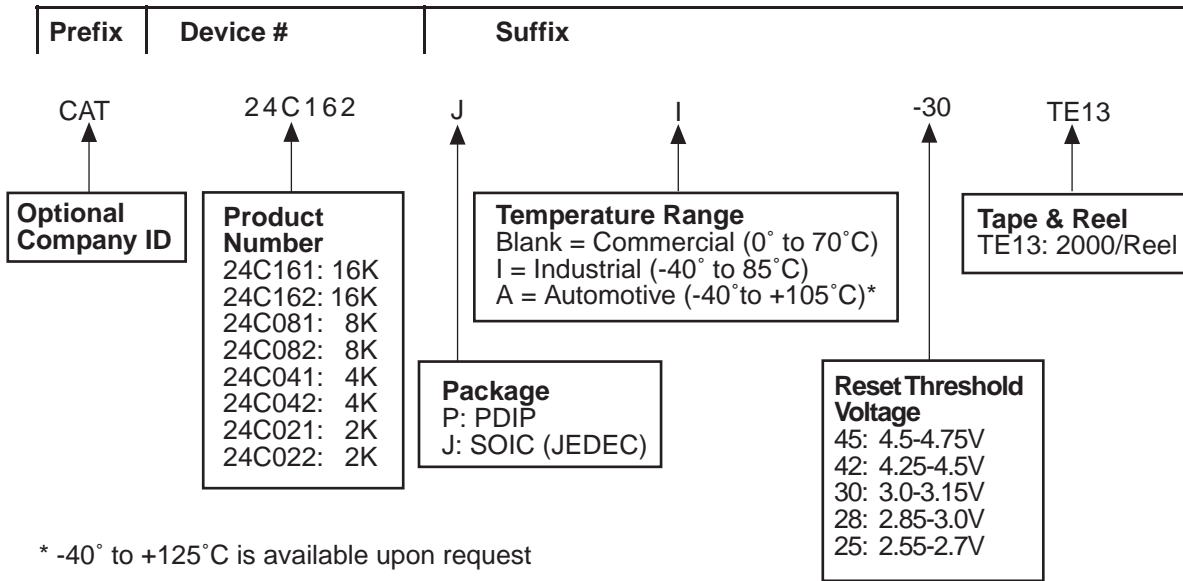 Prefix Device # Suffix
CAT 24C162 J I -30 TE13
Optional
Company ID
Product
Number
24C161: 16K
24C162: 16K
24C081: 8K
24C082: 8K
24C041: 4K
24C042: 4K
24C021: 2K
24C022: 2K
Package
P: PDIP
J: SOIC (JEDEC)
Temperature Range
Blank = Commercial (0˚ to 70˚C)
I = Industrial (-40˚ to 85˚C)
A = Automotive (-40˚to +105˚C)*
Reset Threshold
Voltage
45: 4.5-4.75V
42: 4.25-4.5V
30: 3.0-3.15V
28: 2.85-3.0V
25: 2.55-2.7V
Tape & Reel
TE13: 2000/Reel
* -40˚ to +125˚C is available upon request